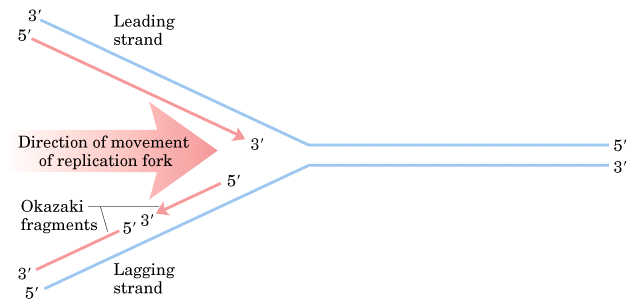 3′
5′
Leading
strand
3′
5′
3′
Direction of movement
of replication fork
5′
Okazaki
fragments
3′
5′
3′
5′
Lagging
strand